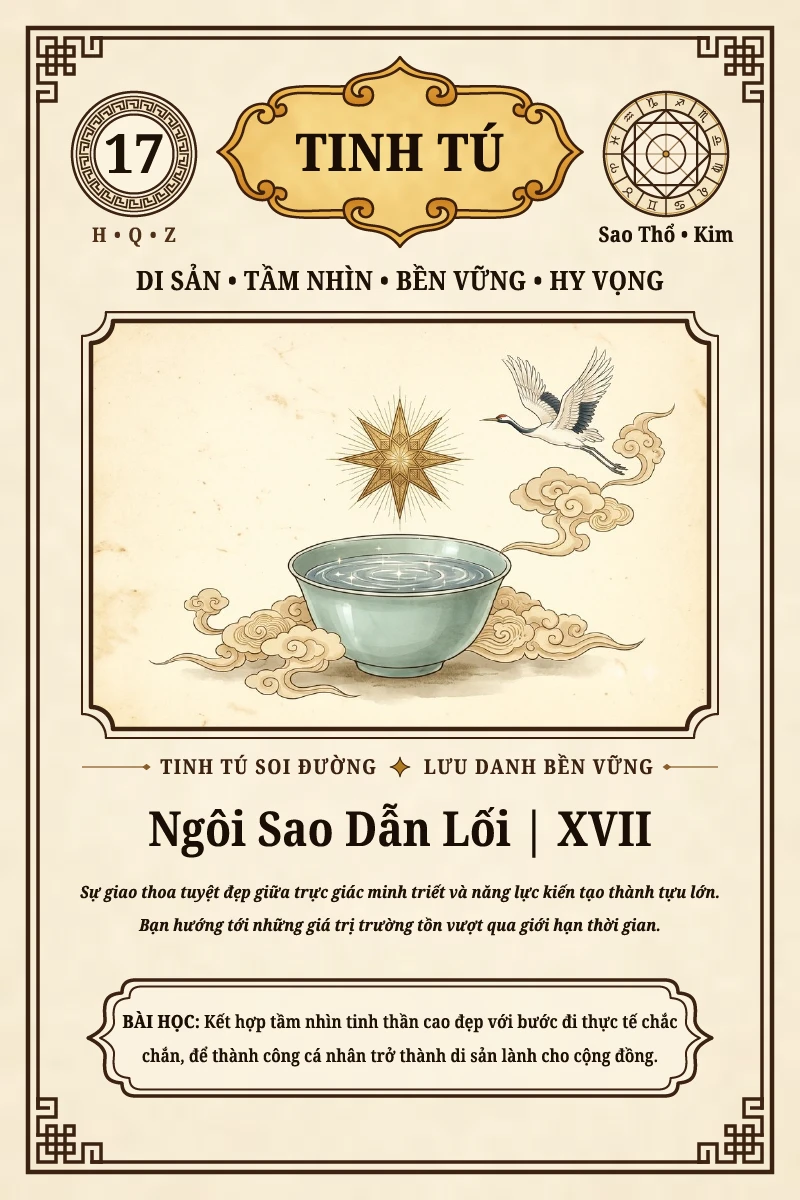 17
TINH TÚ
H • Q • Z
Sao Thổ • Kim
DI SẢN • TẦM NHÌN • BỀN VỮNG • HY VỌNG
TINH TÚ SOI ĐƯỜNG ✦ LƯU DANH BỀN VỮNG
Ngôi Sao Dẫn Lối | XVII
Sự giao thoa tuyệt đẹp giữa trực giác minh triết và năng lực kiến tạo thành tựu lớn.
Bạn hướng tới những giá trị trường tồn vượt qua giới hạn thời gian.
BÀI HỌC: Kết hợp tầm nhìn tinh thần cao đẹp với bước đi thực tế chắc
chắn, để thành công cá nhân trở thành di sản lành cho cộng đồng.